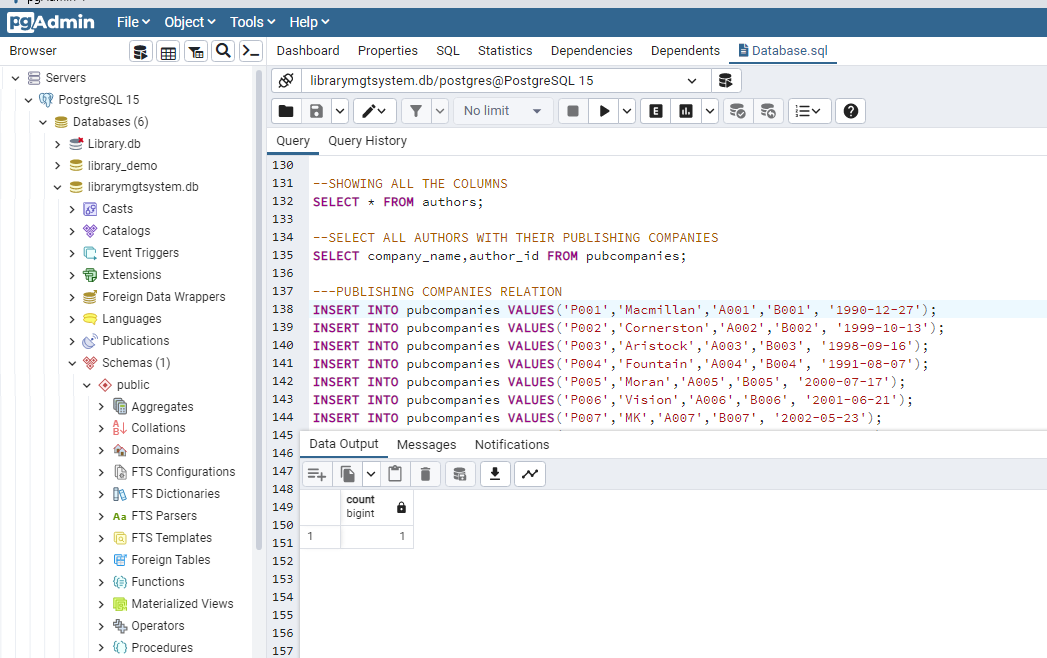 pgAdmin File Object Tools Help
Browser Dashboard Properties SQL Statistics Dependencies Dependents Database.sql
librarymgtsystem.db/postgres@PostgreSQL 15
No limit E
Query Query History
Servers
PostgreSQL 15
Databases (6)
Library.db
library_demo
librarymgtsystem.db
Casts
Catalogs
Event Triggers
Extensions
Foreign Data Wrappers
Languages
Publications
Schemas (1)
public
Aggregates
Collations
Domains
FTS Configurations
FTS Dictionaries
Aa FTS Parsers
FTS Templates
Foreign Tables
Functions
Materialized Views
Operators
Procedures
130
131 --SHOWING ALL THE COLUMNS
132 SELECT * FROM authors;
133
134 --SELECT ALL AUTHORS WITH THEIR PUBLISHING COMPANIES
135 SELECT company_name,author_id FROM pubcompanies;
136
137 ---PUBLISHING COMPANIES RELATION
138 INSERT INTO pubcompanies VALUES('P001','Macmillan','A001','B001', '1990-12-27');
139 INSERT INTO pubcompanies VALUES('P002','Cornerston','A002','B002', '1999-10-13');
140 INSERT INTO pubcompanies VALUES('P003','Aristock','A003','B003', '1998-09-16');
141 INSERT INTO pubcompanies VALUES('P004','Fountain','A004','B004', '1991-08-07');
142 INSERT INTO pubcompanies VALUES('P005','Moran','A005','B005', '2000-07-17');
143 INSERT INTO pubcompanies VALUES('P006','Vision','A006','B006', '2001-06-21');
144 INSERT INTO pubcompanies VALUES('P007','MK','A007','B007', '2002-05-23');
145
146
147
148
149
150
151
152
153
154
155
156
157
Data Output Messages Notifications
count
bigint
1 1